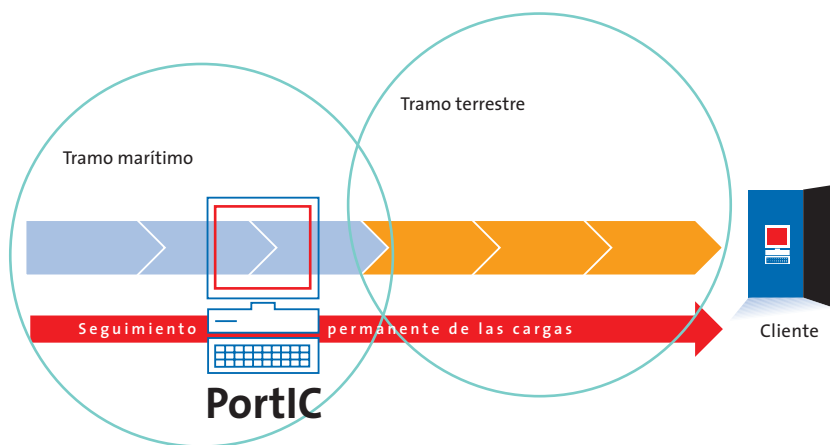 Tramo terrestre
Tramo marítimo
Seguimiento permanente de las cargas
Cliente
PortIC